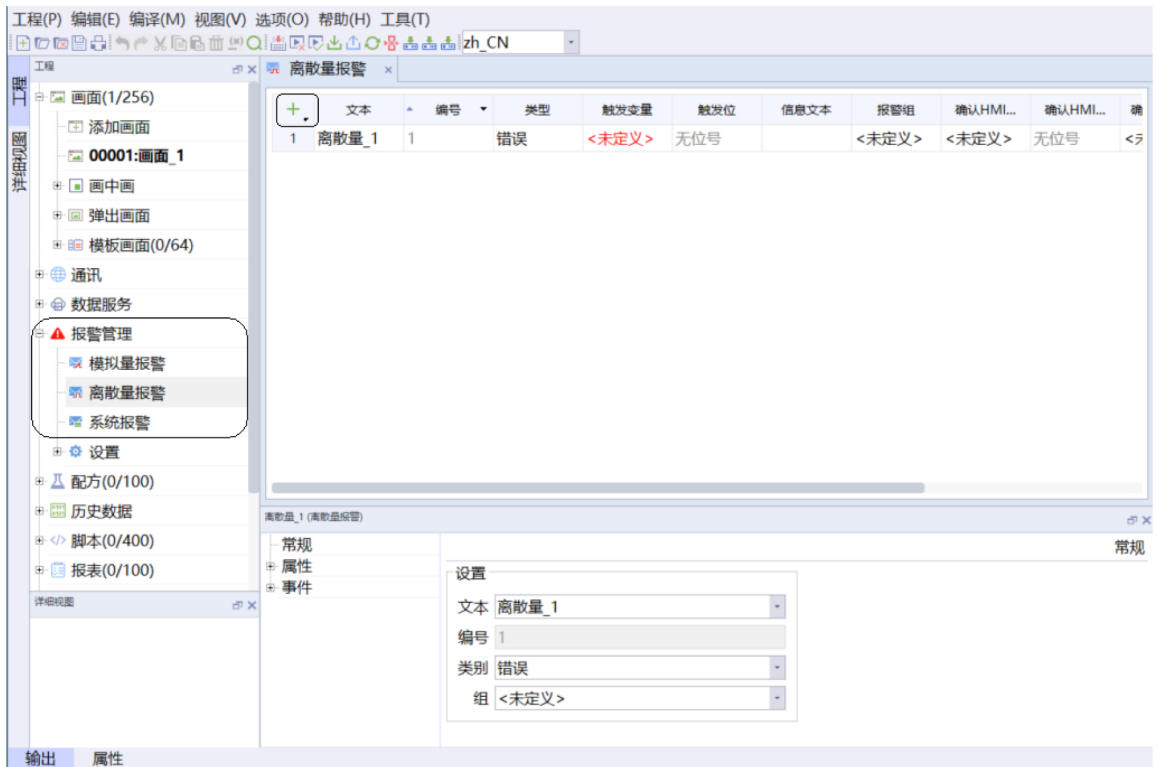 工程(P) 编辑(E) 编译(M) 视图(V) 选项(O) 帮助(H) 工具(T)
zh_CN
工程
详细视图
工程
画面(1/256)
添加画面
00001:画面_1
画中画
弹出画面
模板画面(0/64)
通讯
数据服务
报警管理
模拟量报警
离散量报警
系统报警
设置
配方(0/100)
历史数据
脚本(0/400)
报表(0/100)
详细视图
离散量报警
文本 编号 类型 触发变量 触发位 信息文本 报警组 确认HMI... 确认HMI... 确
1 离散量_1 1 错误 <未定义> 无位号 <未定义> <未定义> 无位号
离散量_1 (离散量报警)
常规
属性
事件
常规
设置
文本 离散量_1
编号 1
类别 错误
组 <未定义>
输出 属性